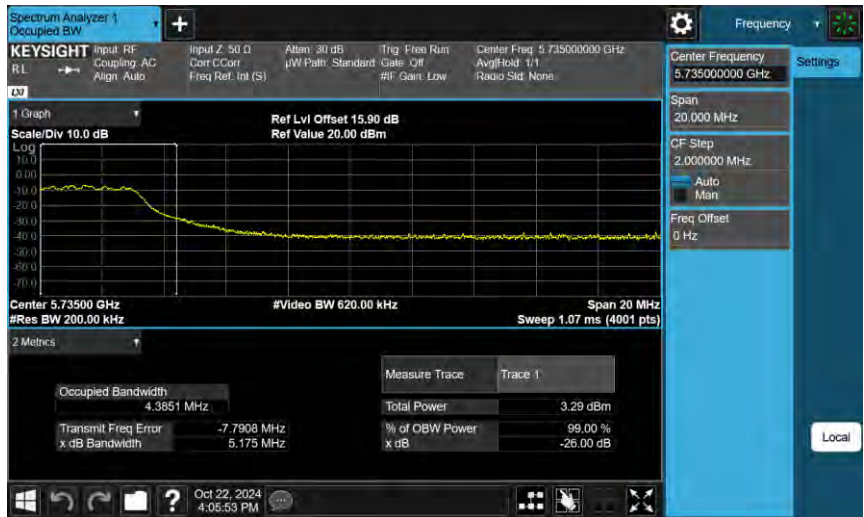 Spectrum Analyzer 1
Occupied BW
+
Frequency
KEYSIGHT
RL
LXI
Input: RF
Coupling: AC
Align: Auto
Input Z: 50 Ω
Corr CCorr
Freq Ref: Int (S)
Atten: 30 dB
µW Path: Standard
Trig: Free Run
Gate: Off
#IF Gain: Low
Center Freq: 5.735000000 GHz
Avg|Hold: 1/1
Radio Std: None
1 Graph
Scale/Div 10.0 dB
Ref Lvl Offset 15.90 dB
Ref Value 20.00 dBm
Log
10.0
0.00
-10.0
-20.0
-30.0
-40.0
-50.0
-60.0
-70.0
Center 5.73500 GHz
#Video BW 620.00 kHz
Span 20 MHz
#Res BW 200.00 kHz
Sweep 1.07 ms (4001 pts)
2 Metrics
Measure Trace
Trace 1
Occupied Bandwidth
4.3851 MHz
Total Power
3.29 dBm
Transmit Freq Error
-7.7908 MHz
% of OBW Power
99.00 %
x dB Bandwidth
5.175 MHz
x dB
-26.00 dB
Center Frequency
5.735000000 GHz
Settings
Span
20.000 MHz
CF Step
2.000000 MHz
Auto
Man
Freq Offset
0 Hz
Local
?
Oct 22, 2024
4:05:53 PM